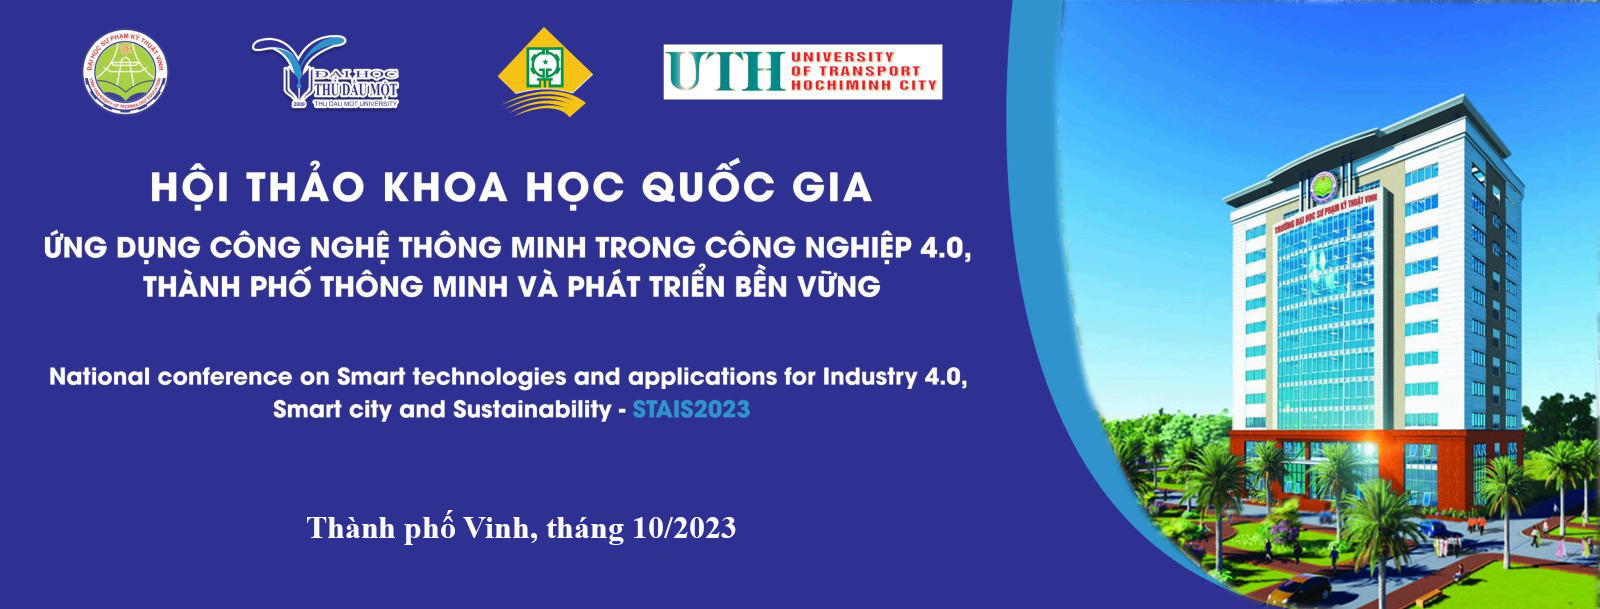 ĐẠI HỌC SƯ PHẠM KỸ THUẬT VINH
ĐẠI HỌC
THỦ DẦU MỘT
2009 THU DAU MOT UNIVERSITY
UTH UNIVERSITY
OF TRANSPORT
HOCHIMINH CITY
HỘI THẢO KHOA HỌC QUỐC GIA
ỨNG DỤNG CÔNG NGHỆ THÔNG MINH TRONG CÔNG NGHIỆP 4.0,
THÀNH PHỐ THÔNG MINH VÀ PHÁT TRIỂN BỀN VỮNG
National conference on Smart technologies and applications for Industry 4.0,
Smart city and Sustainability - STAIS2023
Thành phố Vinh, tháng 10/2023
TRƯỜNG ĐẠI HỌC SƯ PHẠM KỸ THUẬT VINH